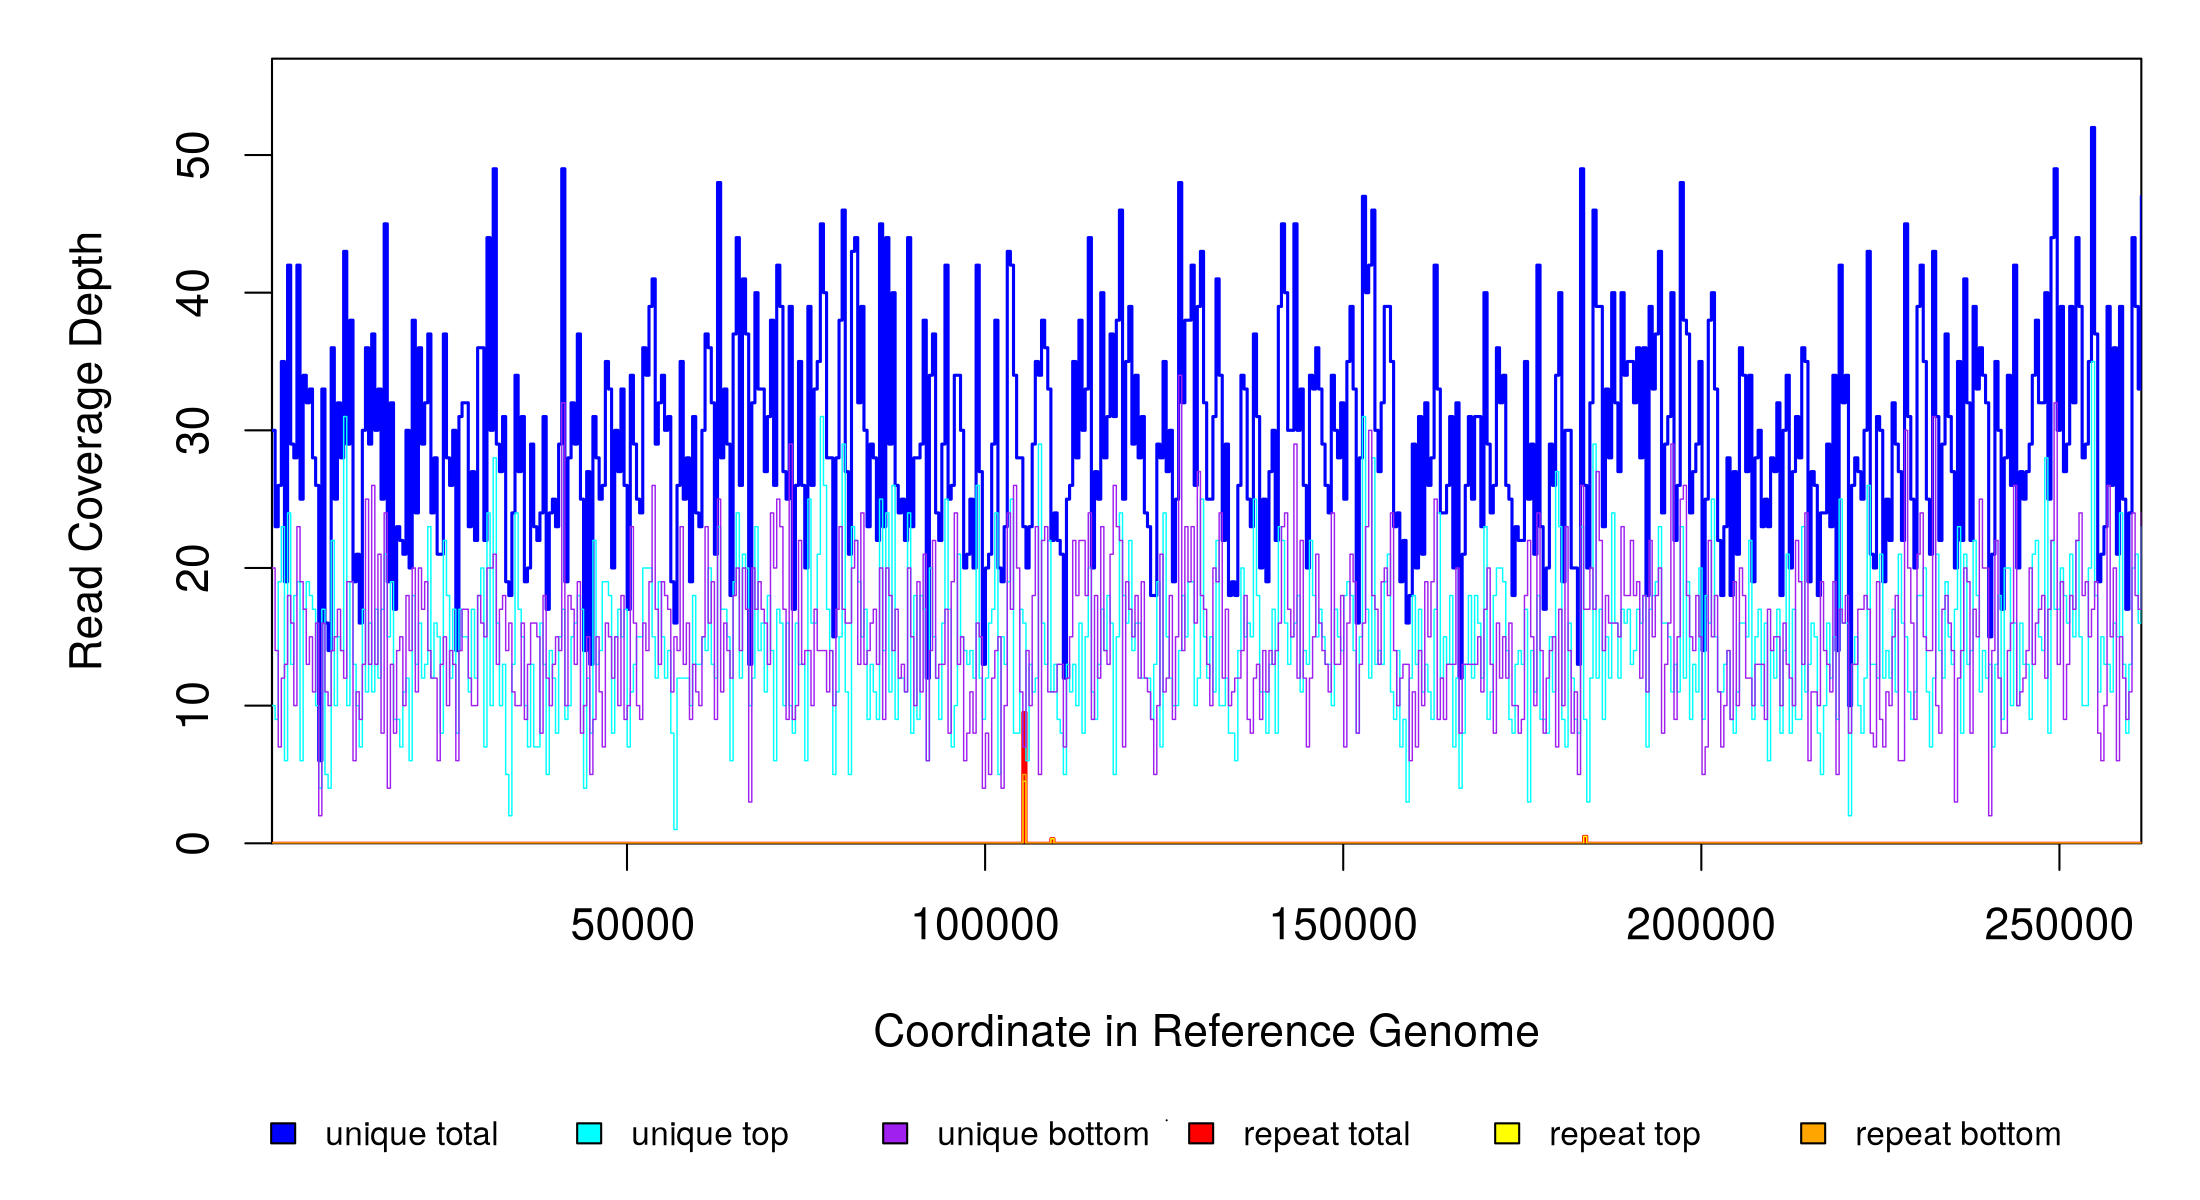 Read Coverage Depth
50
40
30
20
10
0
50000 100000 150000 200000 250000
Coordinate in Reference Genome
unique total unique top unique bottom repeat total repeat top repeat bottom